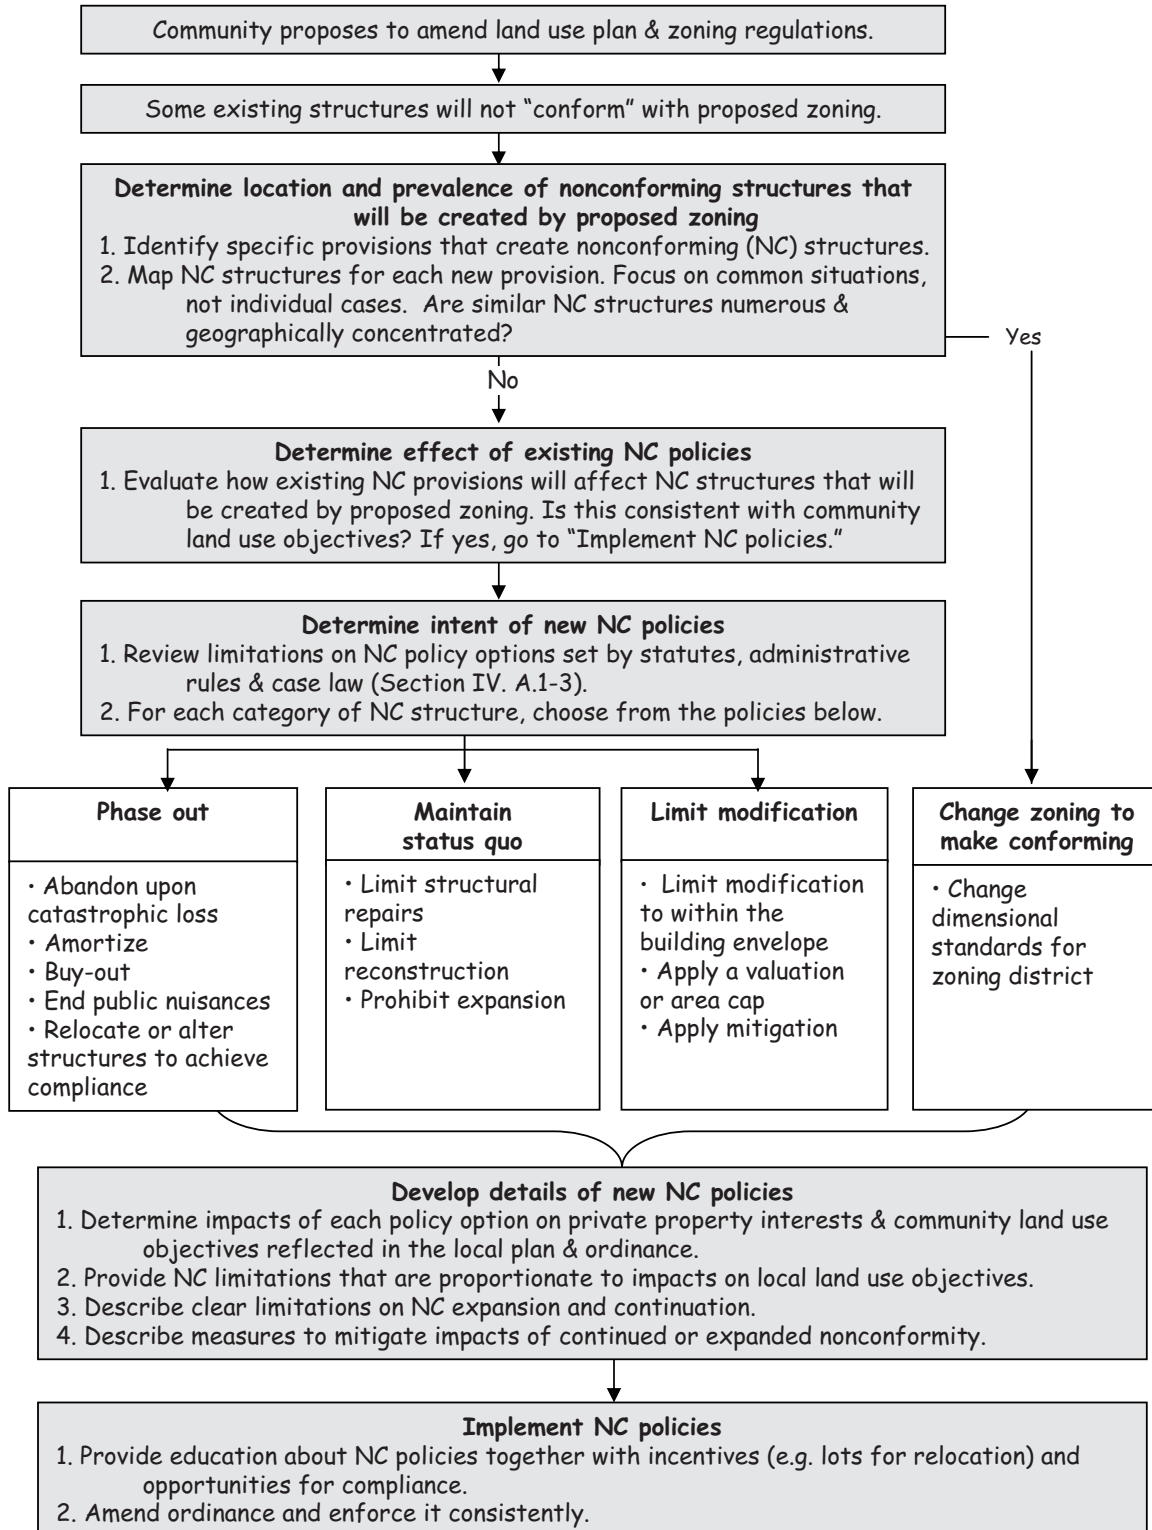 Community proposes to amend land use plan & zoning regulations.
Some existing structures will not “conform” with proposed zoning.
Determine location and prevalence of nonconforming structures that
will be created by proposed zoning
1. Identify specific provisions that create nonconforming (NC) structures.
2. Map NC structures for each new provision. Focus on common situations,
not individual cases.  Are similar NC structures numerous &
geographically concentrated?
Yes
No
Determine effect of existing NC policies
1. Evaluate how existing NC provisions will affect NC structures that will
be created by proposed zoning. Is this consistent with community
land use objectives? If yes, go to “Implement NC policies.”
Determine intent of new NC policies
1. Review limitations on NC policy options set by statutes, administrative
rules & case law (Section IV. A.1-3).
2. For each category of NC structure, choose from the policies below.
Phase out
• Abandon upon
catastrophic loss
• Amortize
• Buy-out
• End public nuisances
• Relocate or alter
structures to achieve
compliance
Maintain
status quo
• Limit structural
repairs
• Limit
reconstruction
• Prohibit expansion
Limit modification
• Limit modification
to within the
building envelope
• Apply a valuation
or area cap
• Apply mitigation
Change zoning to
make conforming
• Change
dimensional
standards for
zoning district
Develop details of new NC policies
1. Determine impacts of each policy option on private property interests & community land use
objectives reflected in the local plan & ordinance.
2. Provide NC limitations that are proportionate to impacts on local land use objectives.
3. Describe clear limitations on NC expansion and continuation.
4. Describe measures to mitigate impacts of continued or expanded nonconformity.
Implement NC policies
1. Provide education about NC policies together with incentives (e.g. lots for relocation) and
opportunities for compliance.
2. Amend ordinance and enforce it consistently.